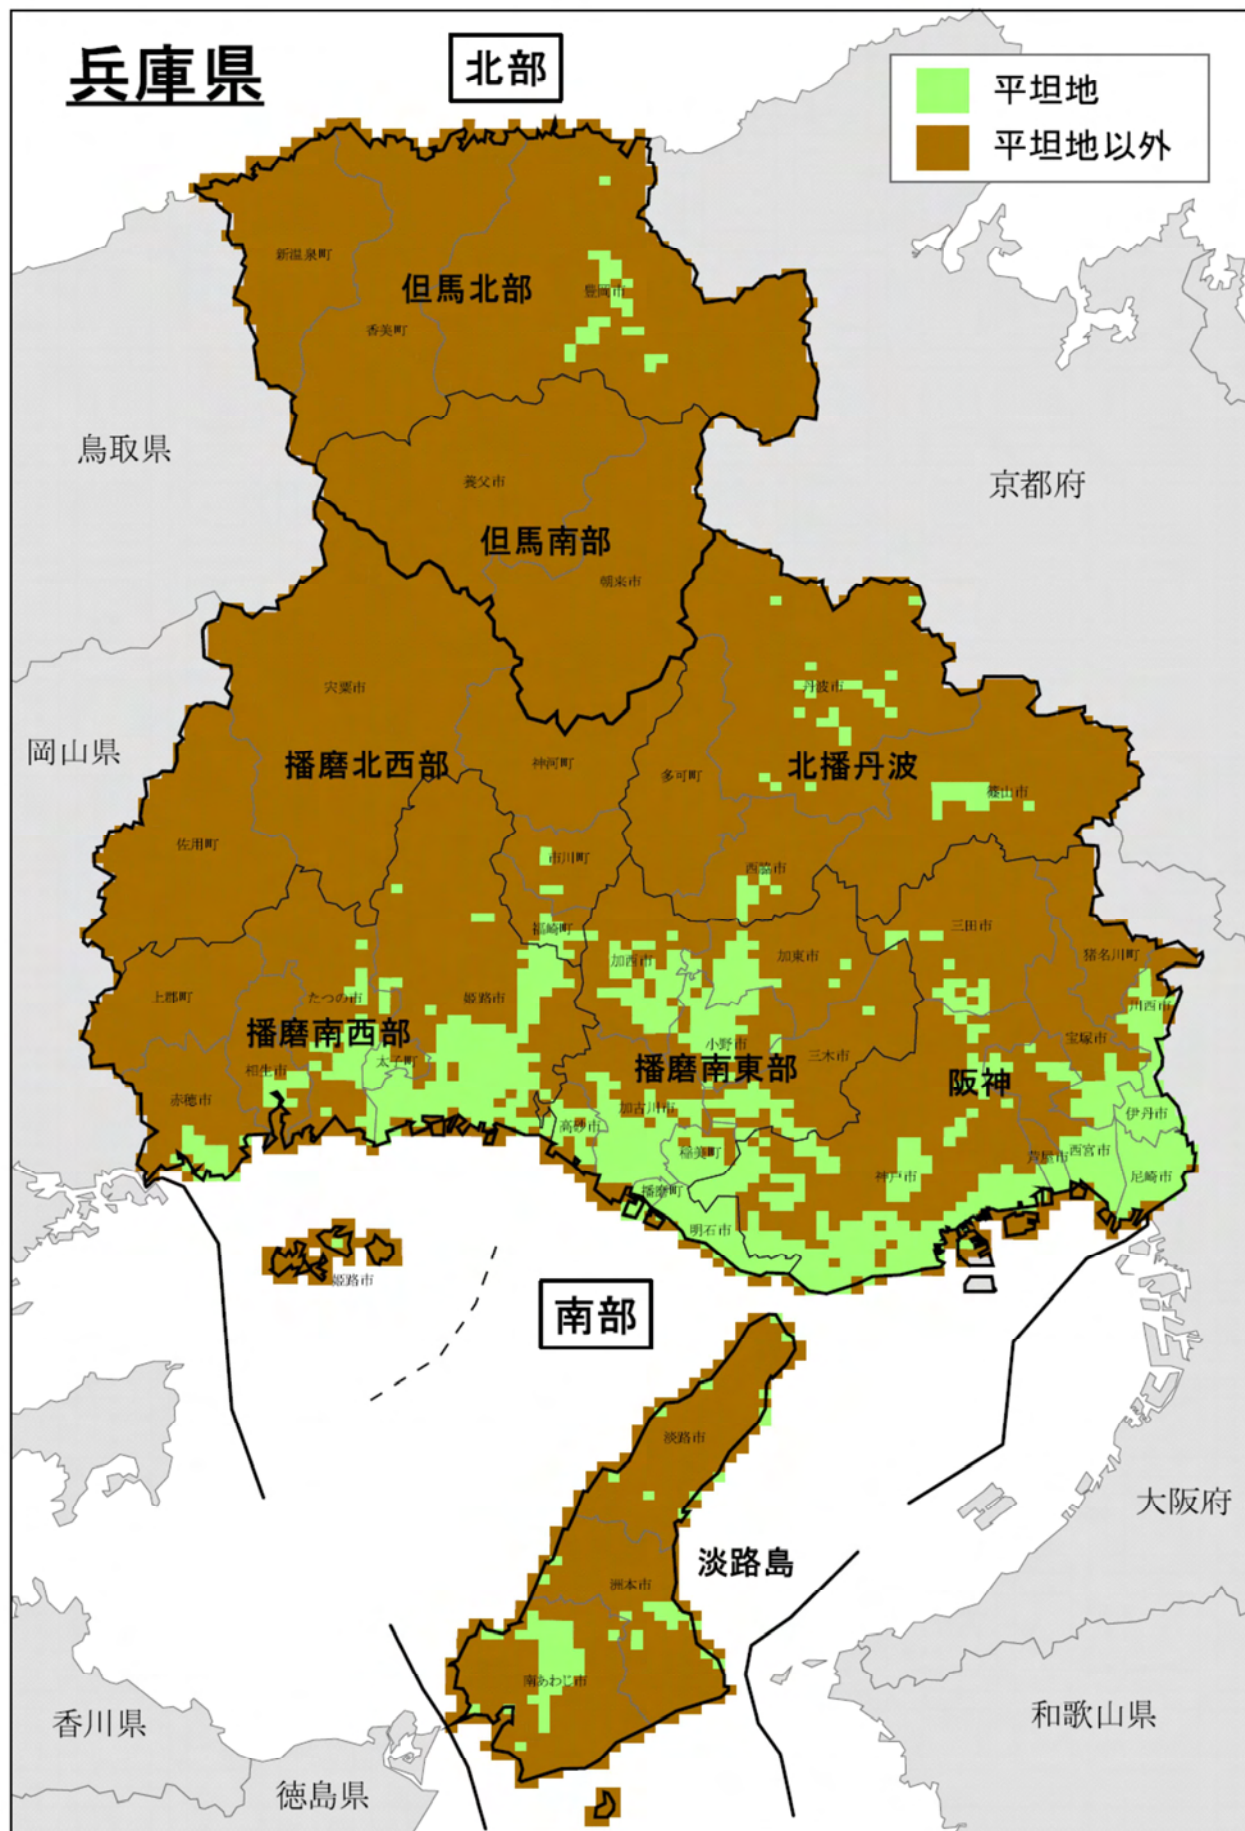 兵庫県
北部
平坦地
平坦地以外
新温泉町
但馬北部
豊岡市
香美町
鳥取県
京都府
養父市
但馬南部
朝来市
宍粟市
丹波市
岡山県
播磨北西部
神河町
多可町
北播丹波
篠山市
佐用町
市川町
西脇市
福崎町
加西市
加東市
三田市
猪名川町
上郡町
たつの市
姫路市
川西市
播磨南西部
小野市
三木市
宝塚市
太子町
相生市
播磨南東部
阪神
赤穂市
加古川市
高砂市
伊丹市
稲美町
芦屋市
西宮市
神戸市
尼崎市
播磨町
明石市
姫路市
南部
淡路市
大阪府
淡路島
洲本市
南あわじ市
香川県
和歌山県
徳島県